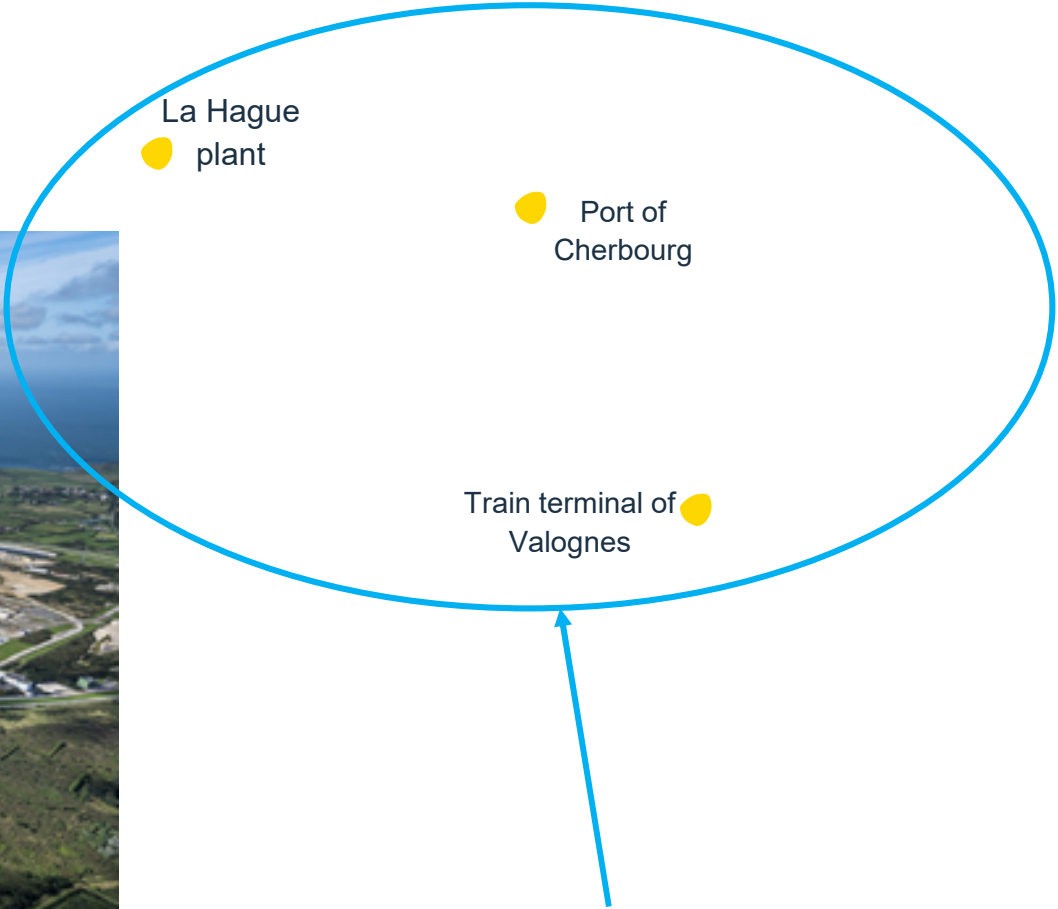 La Hague
plant
Port of
Cherbourg
Train terminal of
Valognes